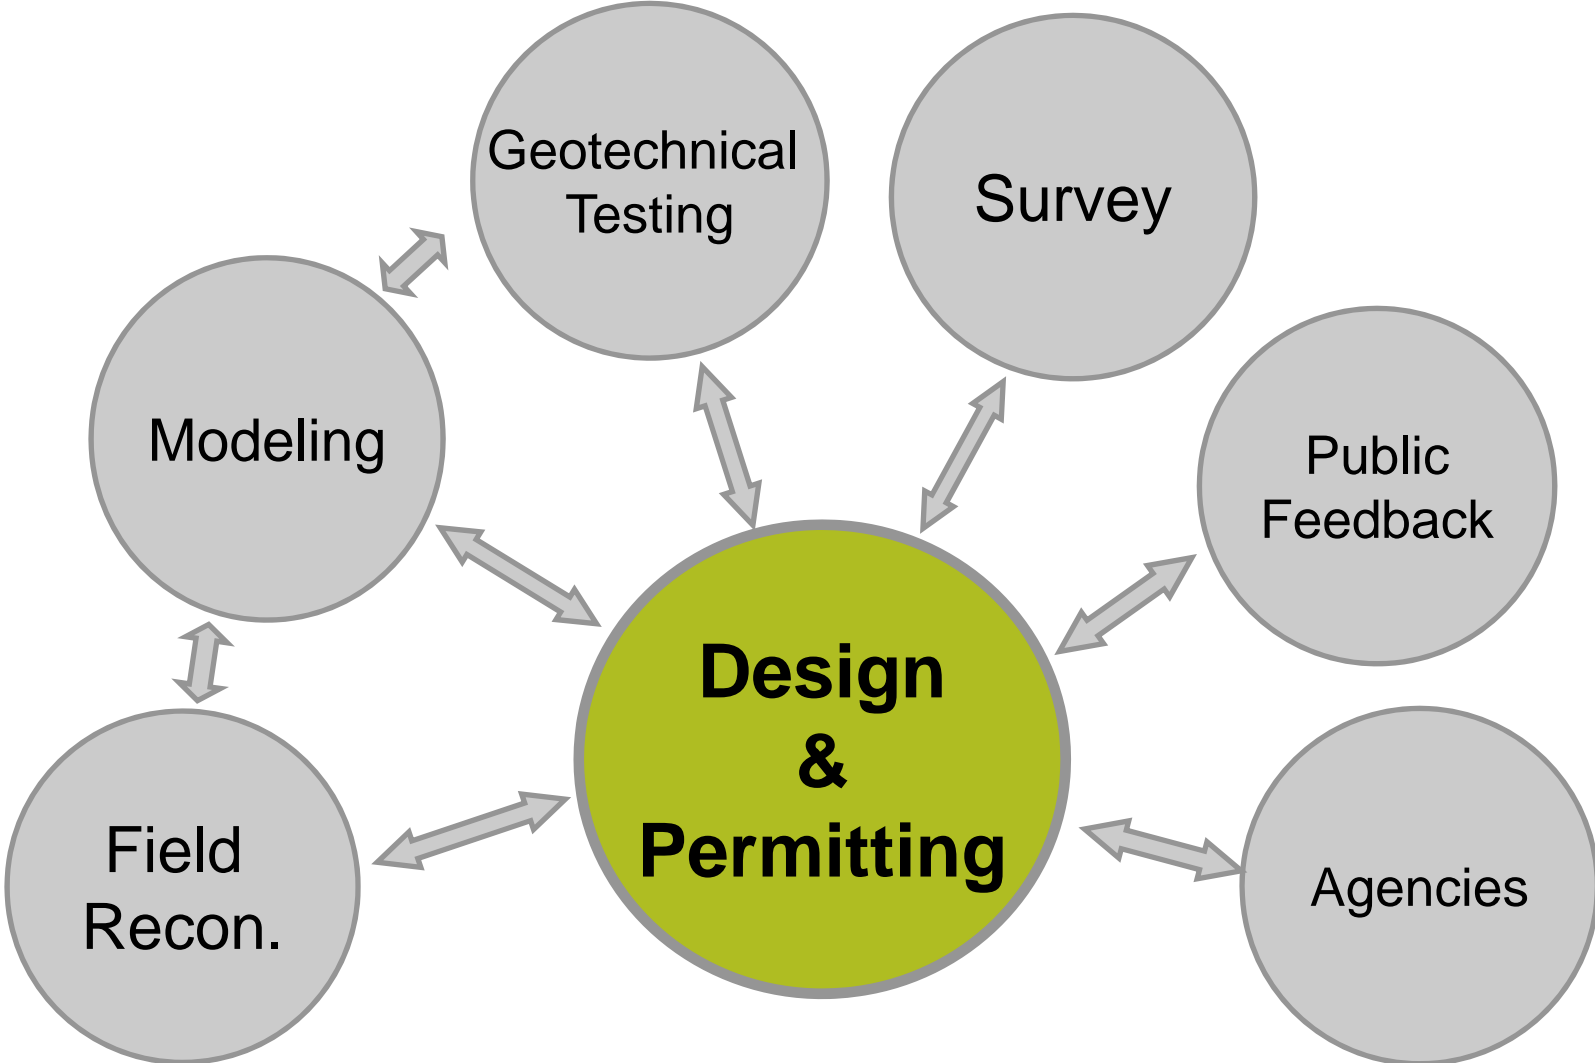 Geotechnical
Testing
Survey
Modeling
Public
Feedback
Design
&
Permitting
Field
Recon.
Agencies